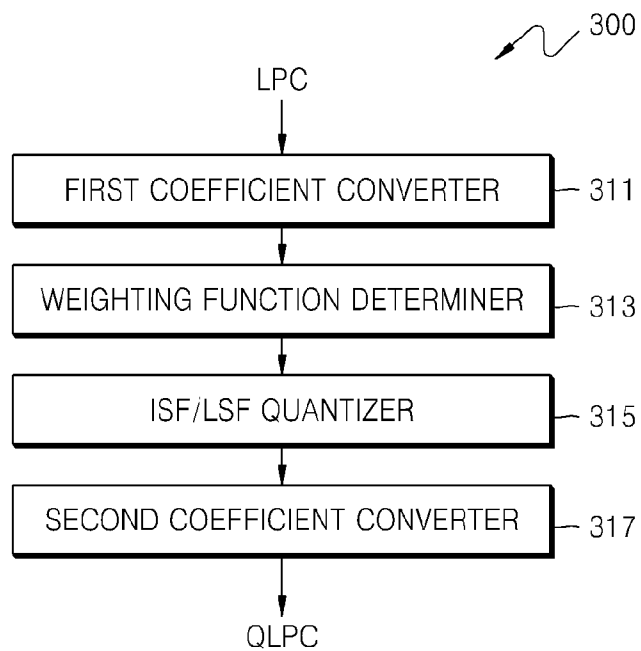 300
LPC
FIRST COEFFICIENT CONVERTER
311
WEIGHTING FUNCTION DETERMINER
313
ISF/LSF QUANTIZER
315
SECOND COEFFICIENT CONVERTER
317
QLPC